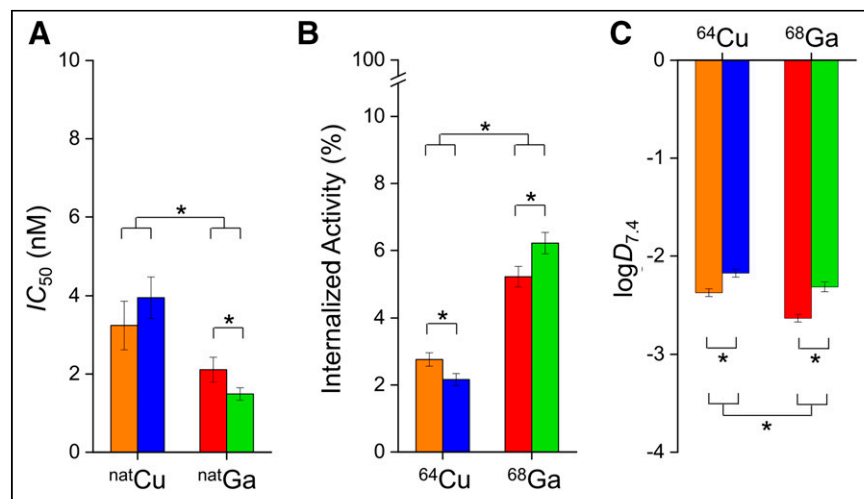 A
10
8
6
4
2
0
IC₅₀ (nM)
*
*
ⁿᵃᵗCu
ⁿᵃᵗGa
B
100
10
8
6
4
2
0
Internalized Activity (%)
*
*
*
⁶⁴Cu
⁶⁸Ga
C
⁶⁴Cu
⁶⁸Ga
0
-1
-2
-3
-4
logD₇.₄
*
*
*